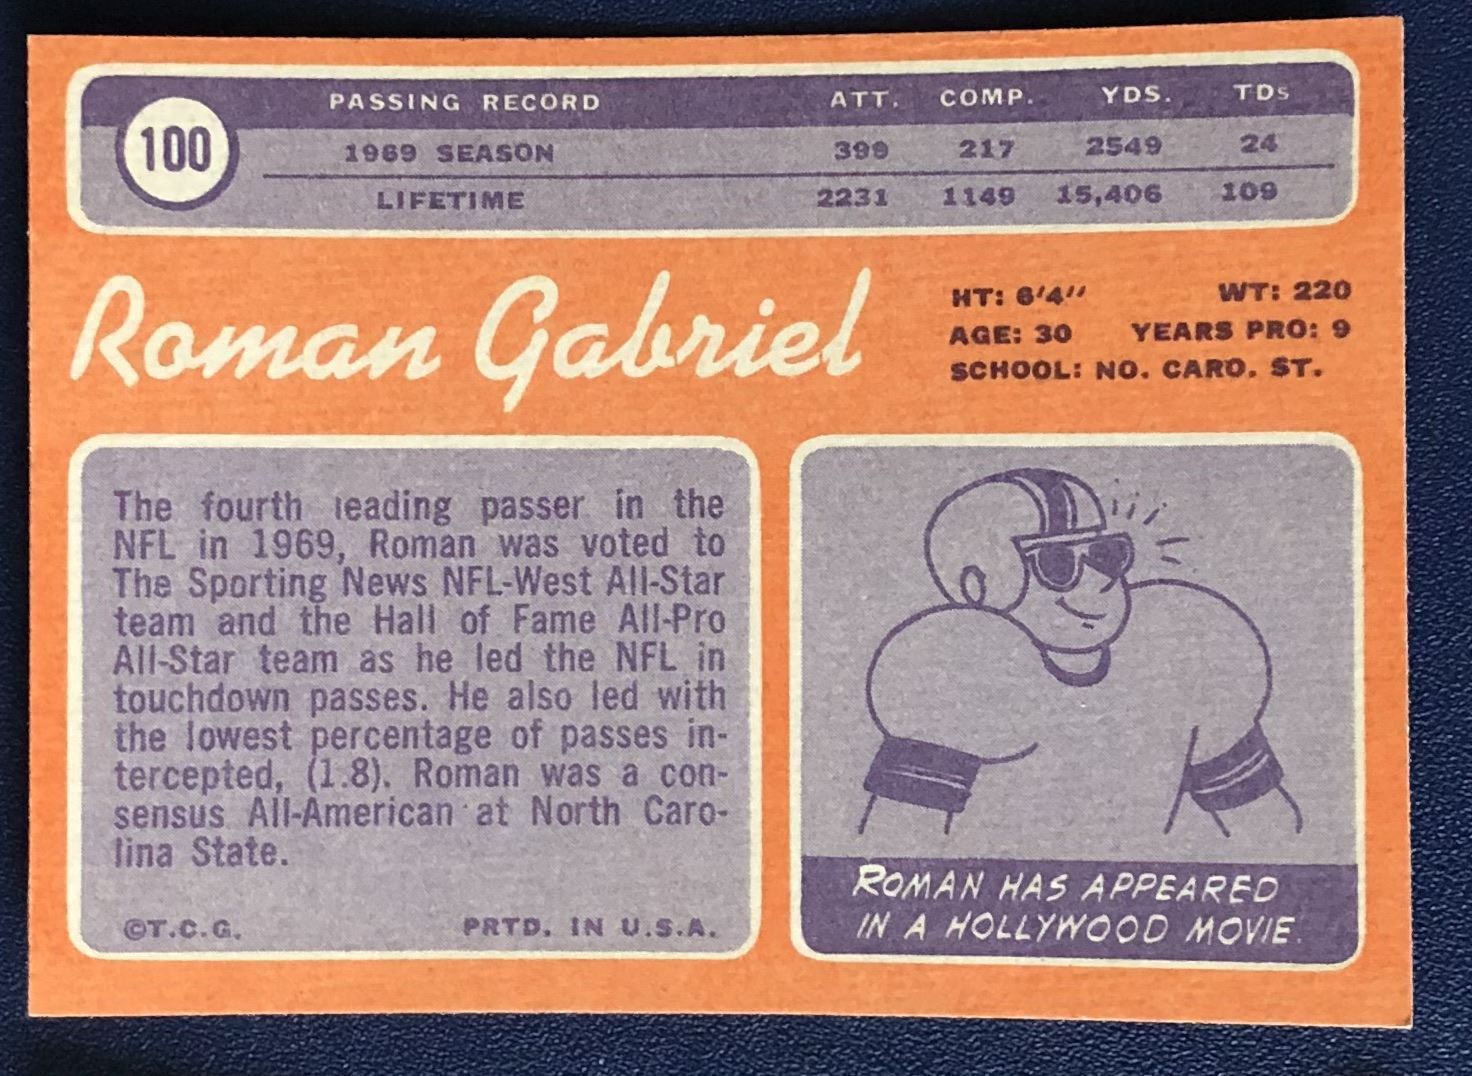 100
PASSING RECORD ATT. COMP. YDS. TDs
1969 SEASON 399 217 2549 24
LIFETIME 2231 1149 15,406 109
Roman Gabriel
HT: 6'4" WT: 220
AGE: 30 YEARS PRO: 9
SCHOOL: NO. CARO. ST.
The fourth leading passer in the
NFL in 1969, Roman was voted to
The Sporting News NFL-West All-Star
team and the Hall of Fame All-Pro
All-Star team as he led the NFL in
touchdown passes. He also led with
the lowest percentage of passes in-
tercepted, (1.8). Roman was a con-
sensus All-American at North Caro-
lina State.
©T.C.G. PRTD. IN U.S.A.
ROMAN HAS APPEARED
IN A HOLLYWOOD MOVIE.